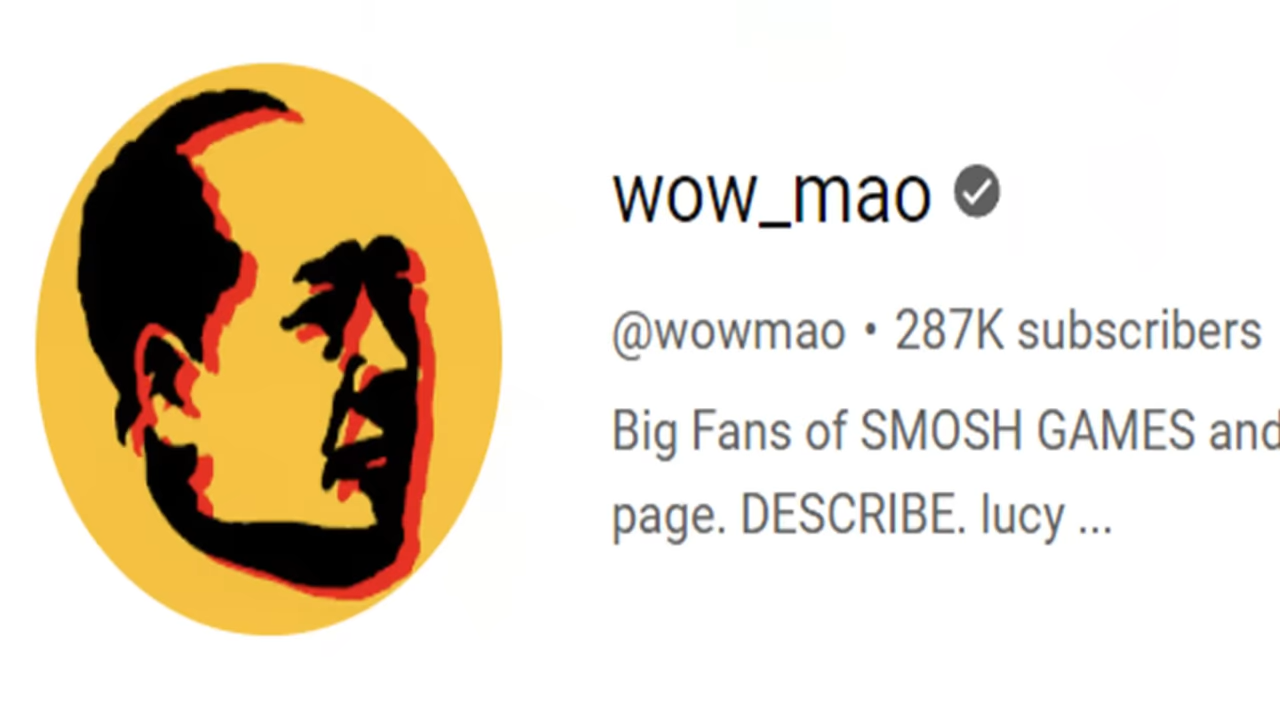 wow_mao
@wowmao • 287K subscribers
Big Fans of SMOSH GAMES and
page. DESCRIBE. lucy ...